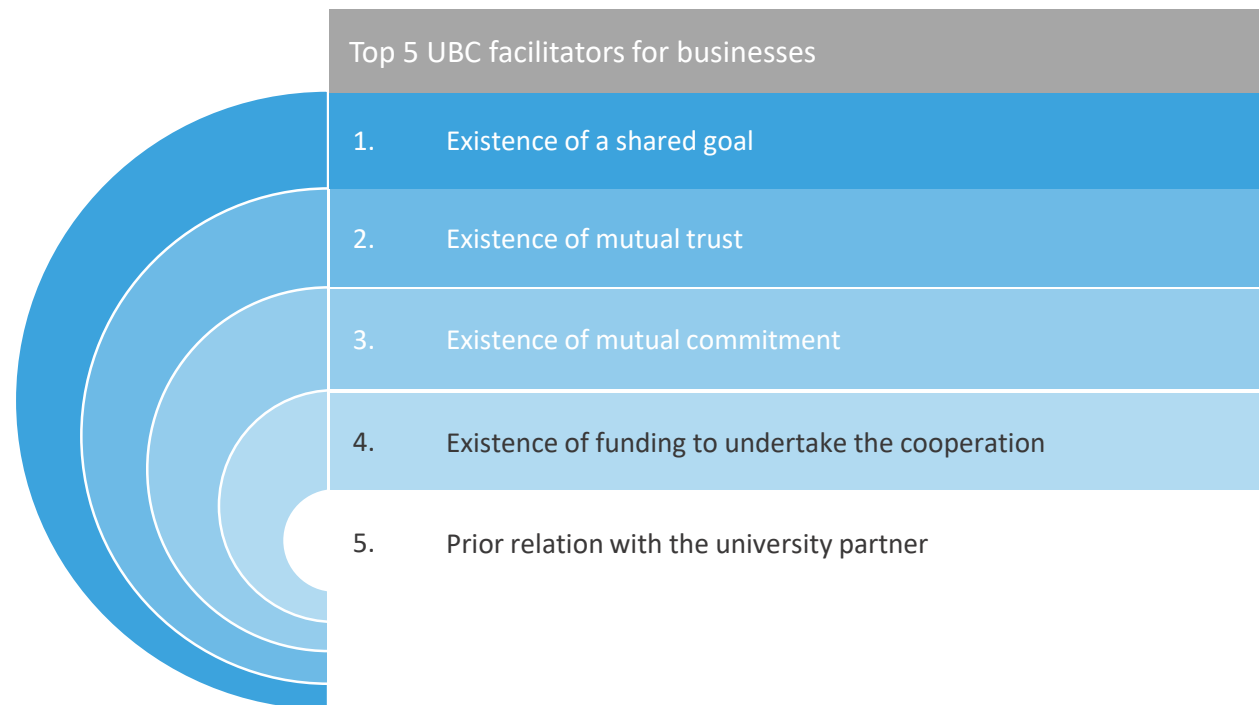 Top 5 UBC facilitators for businesses
1. Existence of a shared goal
2. Existence of mutual trust
3. Existence of mutual commitment
4. Existence of funding to undertake the cooperation
5. Prior relation with the university partner